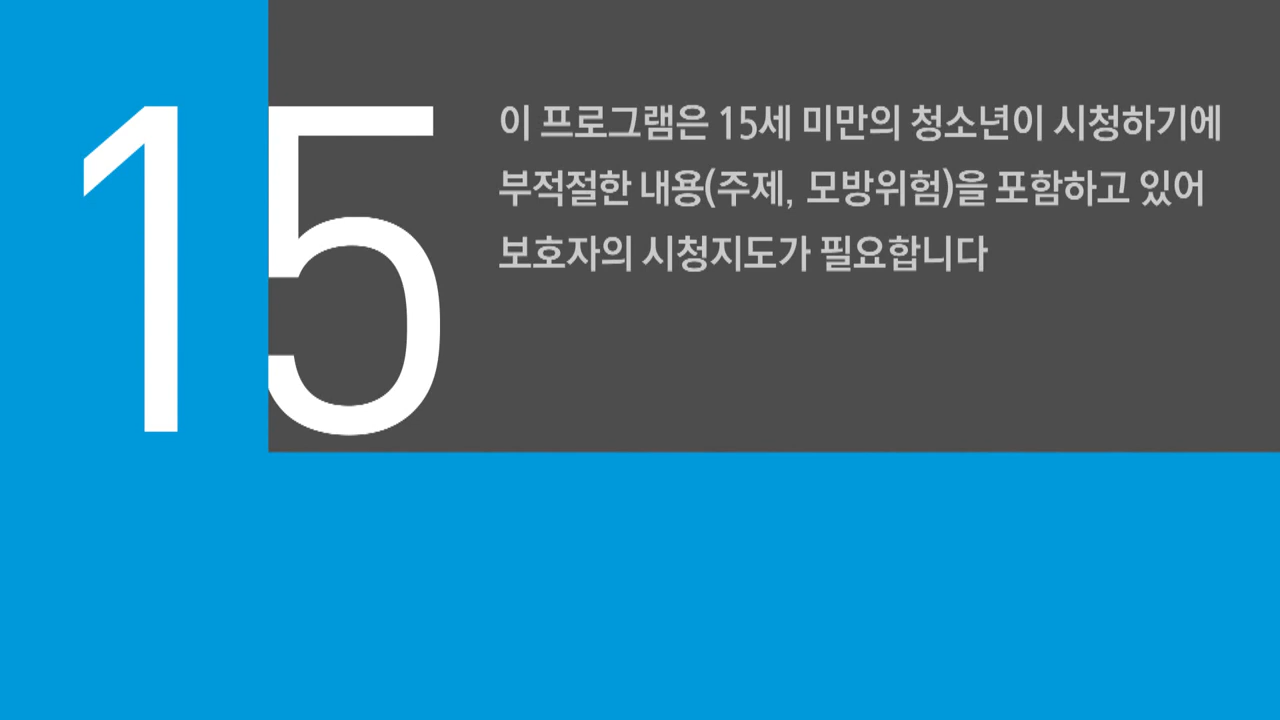 15
이 프로그램은 15세 미만의 청소년이 시청하기에
부적절한 내용(주제, 모방위험)을 포함하고 있어
보호자의 시청지도가 필요합니다